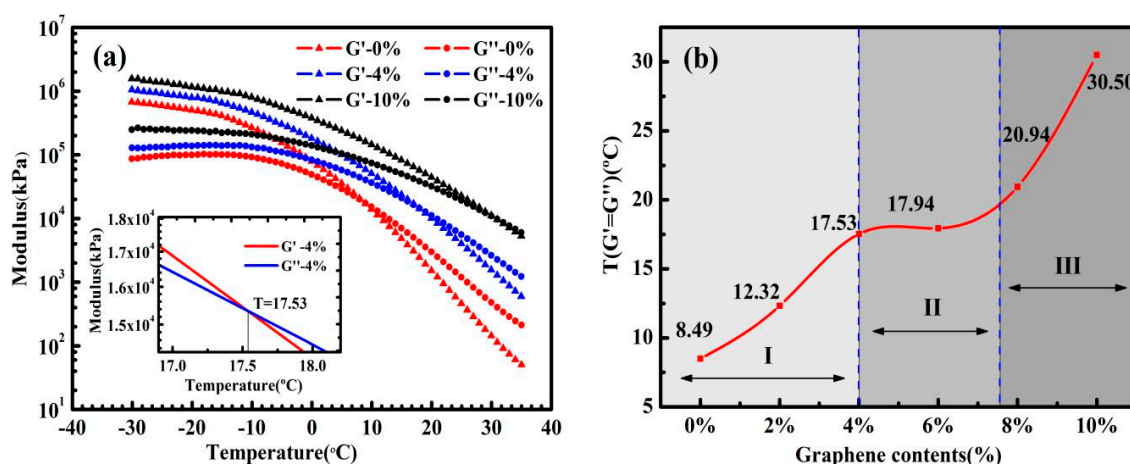 (a)
G'-0% G''-0%
G'-4% G''-4%
G'-10% G''-10%
Modulus(kPa)
10⁷
10⁶
10⁵
10⁴
10³
10²
10¹
-40 -30 -20 -10 0 10 20 30 40
Temperature(°C)
Modulus(kPa)
1.8x10⁴
1.7x10⁴
1.6x10⁴
1.5x10⁴
G' -4%
G''-4%
T=17.53
17.0 17.5 18.0
Temperature(°C)
(b)
T(G'=G'')(°C)
30
25
20
15
10
5
8.49
12.32
17.53
17.94
20.94
30.50
I
II
III
0% 2% 4% 6% 8% 10%
Graphene contents(%)